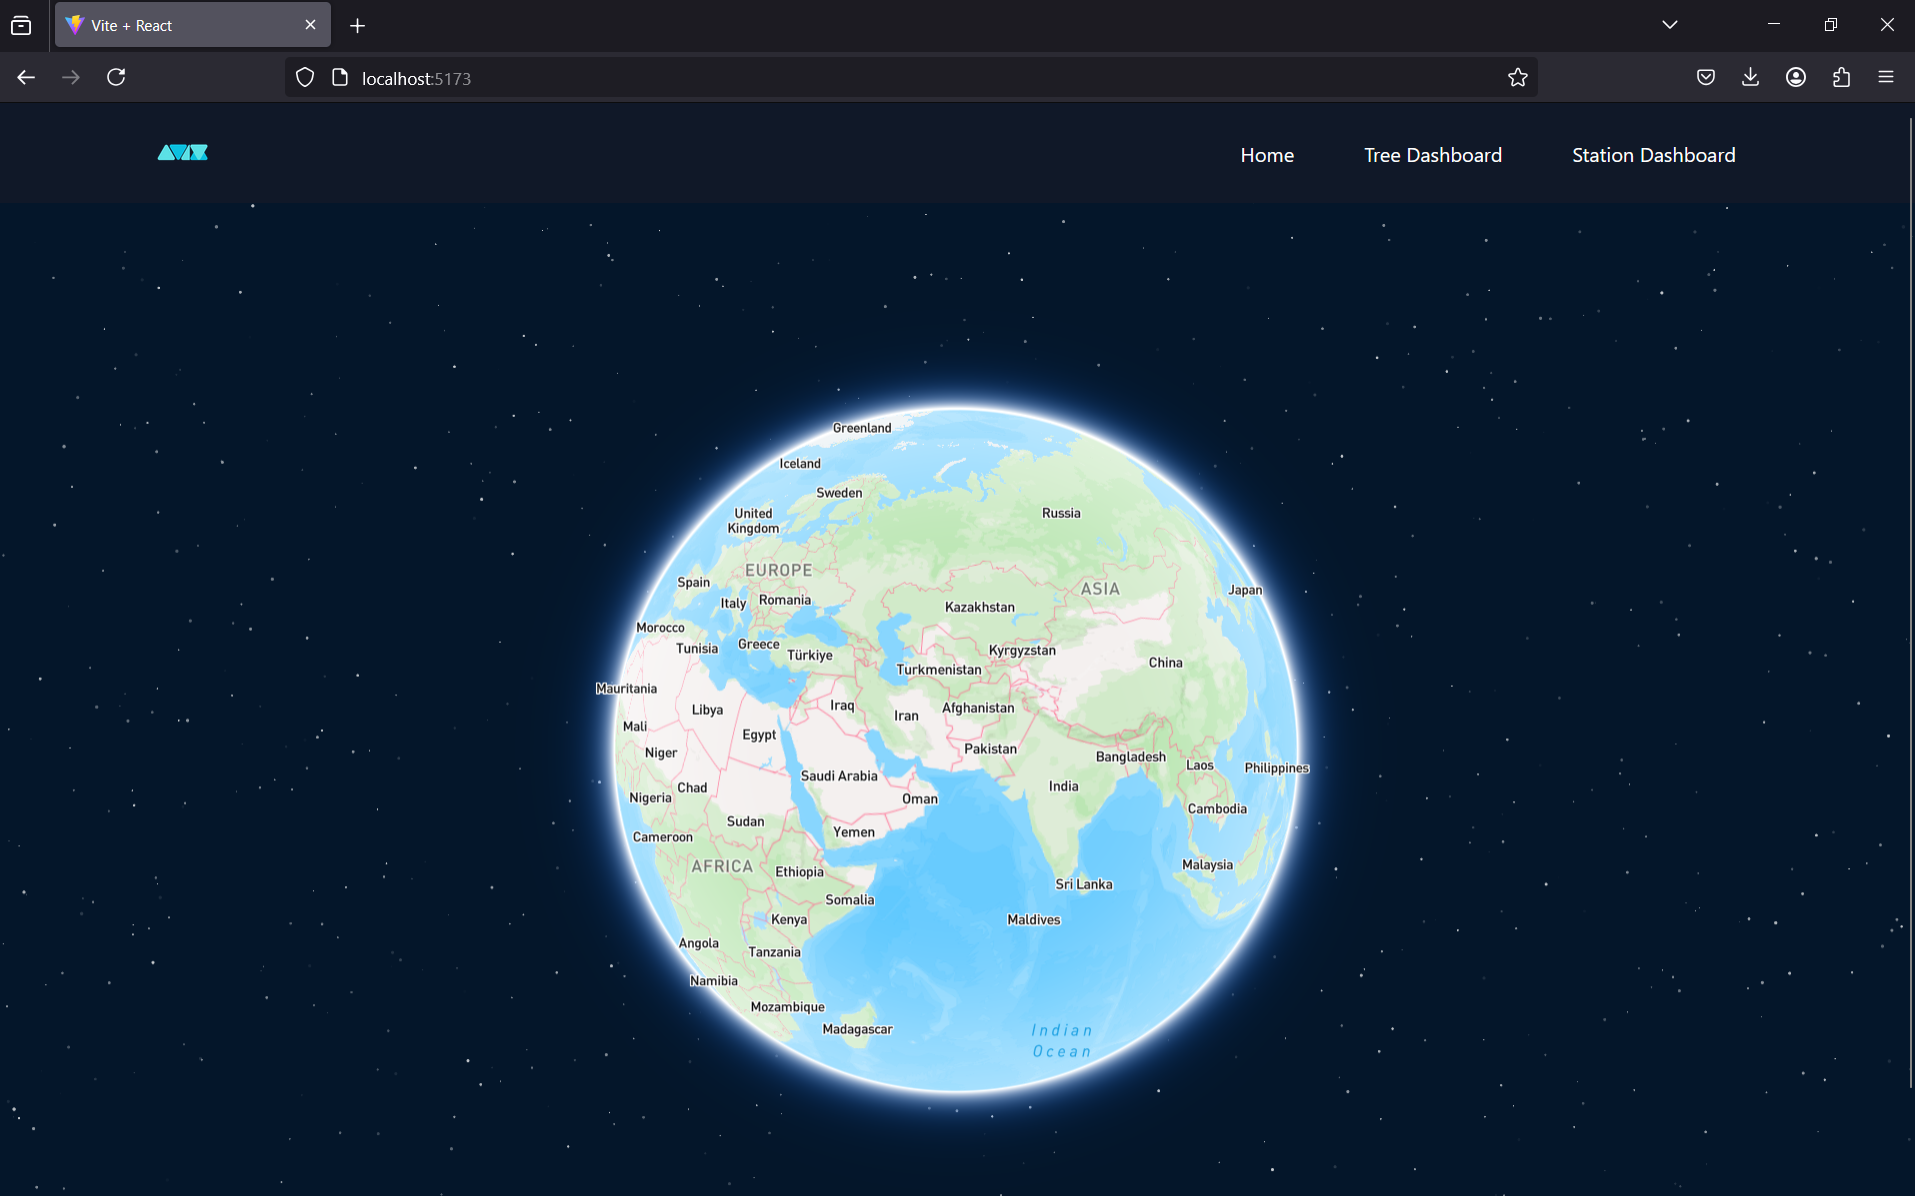 Vite + React
localhost:5173
AVIX
Home
Tree Dashboard
Station Dashboard
Greenland
Iceland
Sweden
United
Kingdom
Russia
EUROPE
Spain
ASIA
Japan
Italy
Romania
Kazakhstan
Morocco
Tunisia
Greece
Türkiye
Kyrgyzstan
Turkmenistan
China
Mauritania
Libya
Iraq
Iran
Afghanistan
Mali
Egypt
Niger
Pakistan
Bangladesh
Laos
Philippines
Saudi Arabia
India
Chad
Nigeria
Oman
Cambodia
Sudan
Yemen
Cameroon
AFRICA
Ethiopia
Malaysia
Sri Lanka
Somalia
Kenya
Maldives
Angola
Tanzania
Namibia
Mozambique
Madagascar
Indian
Ocean